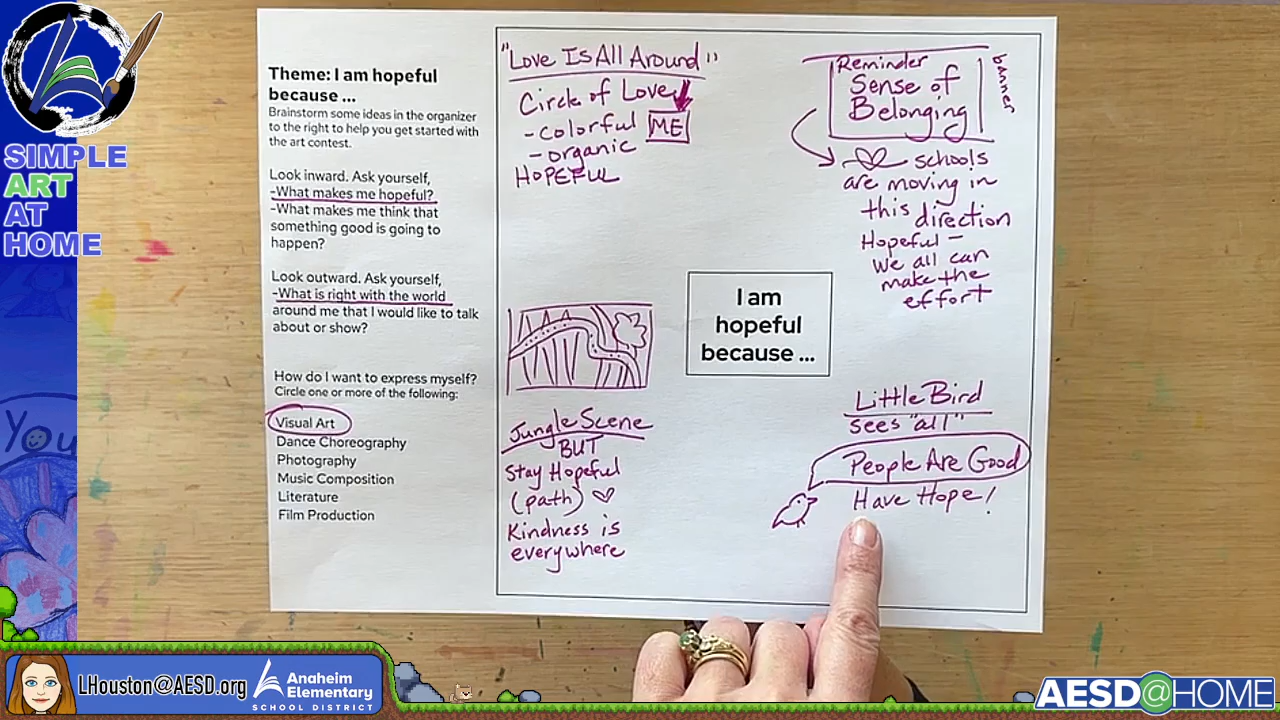 SIMPLE
ART
AT
HOME
You
Theme: I am hopeful
because ...
Brainstorm some ideas in the organizer
to the right to help you get started with
the art contest.
Look inward. Ask yourself,
-What makes me hopeful?
-What makes me think that
something good is going to
happen?
Look outward. Ask yourself,
-What is right with the world
around me that I would like to talk
about or show?
How do I want to express myself?
Circle one or more of the following:
Visual Art
Dance Choreography
Photography
Music Composition
Literature
Film Production
"Love Is All Around"
Circle of Love
-colorful
ME
-organic
HOPEFUL
Reminder
Sense of
Belonging
banner
- schools
are moving in
this direction
Hopeful -
we all can
make the
effort
I am
hopeful
because ...
Jungle Scene
BUT
Stay Hopeful
(path)
Kindness is
everywhere
Little Bird
sees "all"
People Are Good
Have Hope!
LHouston@AESD.org
Anaheim
Elementary
SCHOOL DISTRICT
AESD@HOME